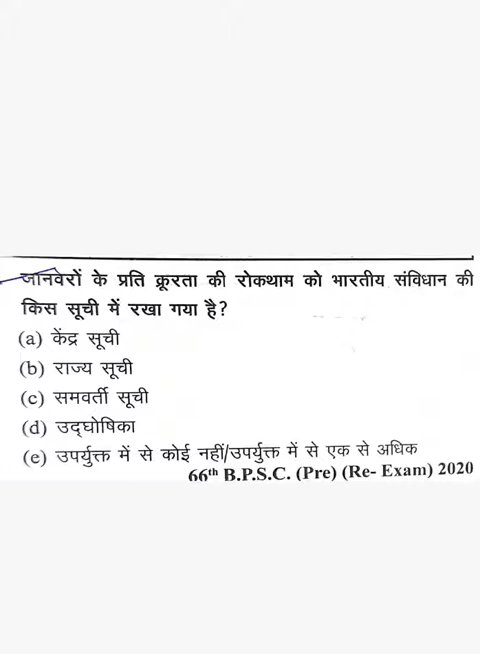 जानवरों के प्रति क्रूरता की रोकथाम को भारतीय संविधान की
किस सूची में रखा गया है?
(a) केंद्र सूची
(b) राज्य सूची
(c) समवर्ती सूची
(d) उद्घोषिका
(e) उपर्युक्त में से कोई नहीं/उपर्युक्त में से एक से अधिक
66th B.P.S.C. (Pre) (Re- Exam) 2020